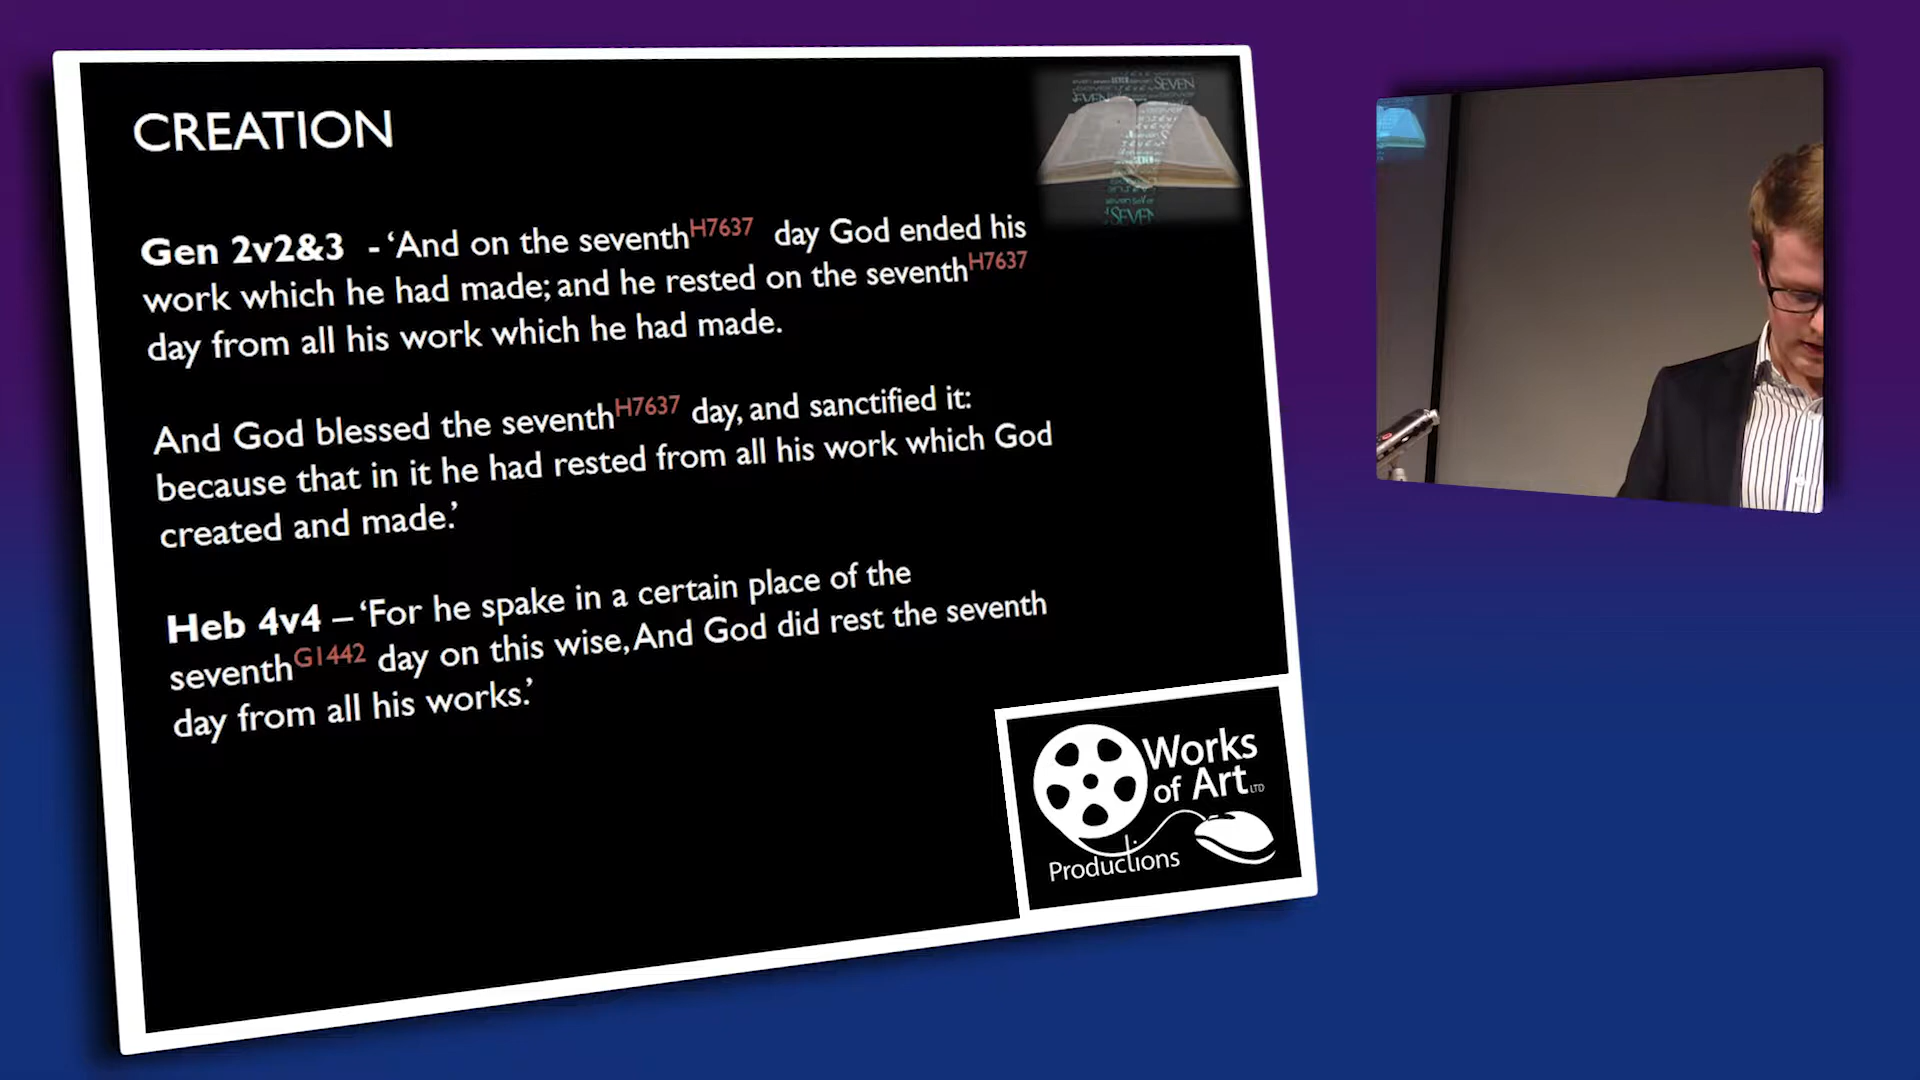 CREATION
SEVEN
Gen 2v2&3 - ‘And on the seventhH7637 day God ended his
work which he had made; and he rested on the seventhH7637
day from all his work which he had made.
And God blessed the seventhH7637 day, and sanctified it:
because that in it he had rested from all his work which God
created and made.’
Heb 4v4 – ‘For he spake in a certain place of the
seventhG1442 day on this wise, And God did rest the seventh
day from all his works.’
SEVEN
Works
of Art LTD
Productions